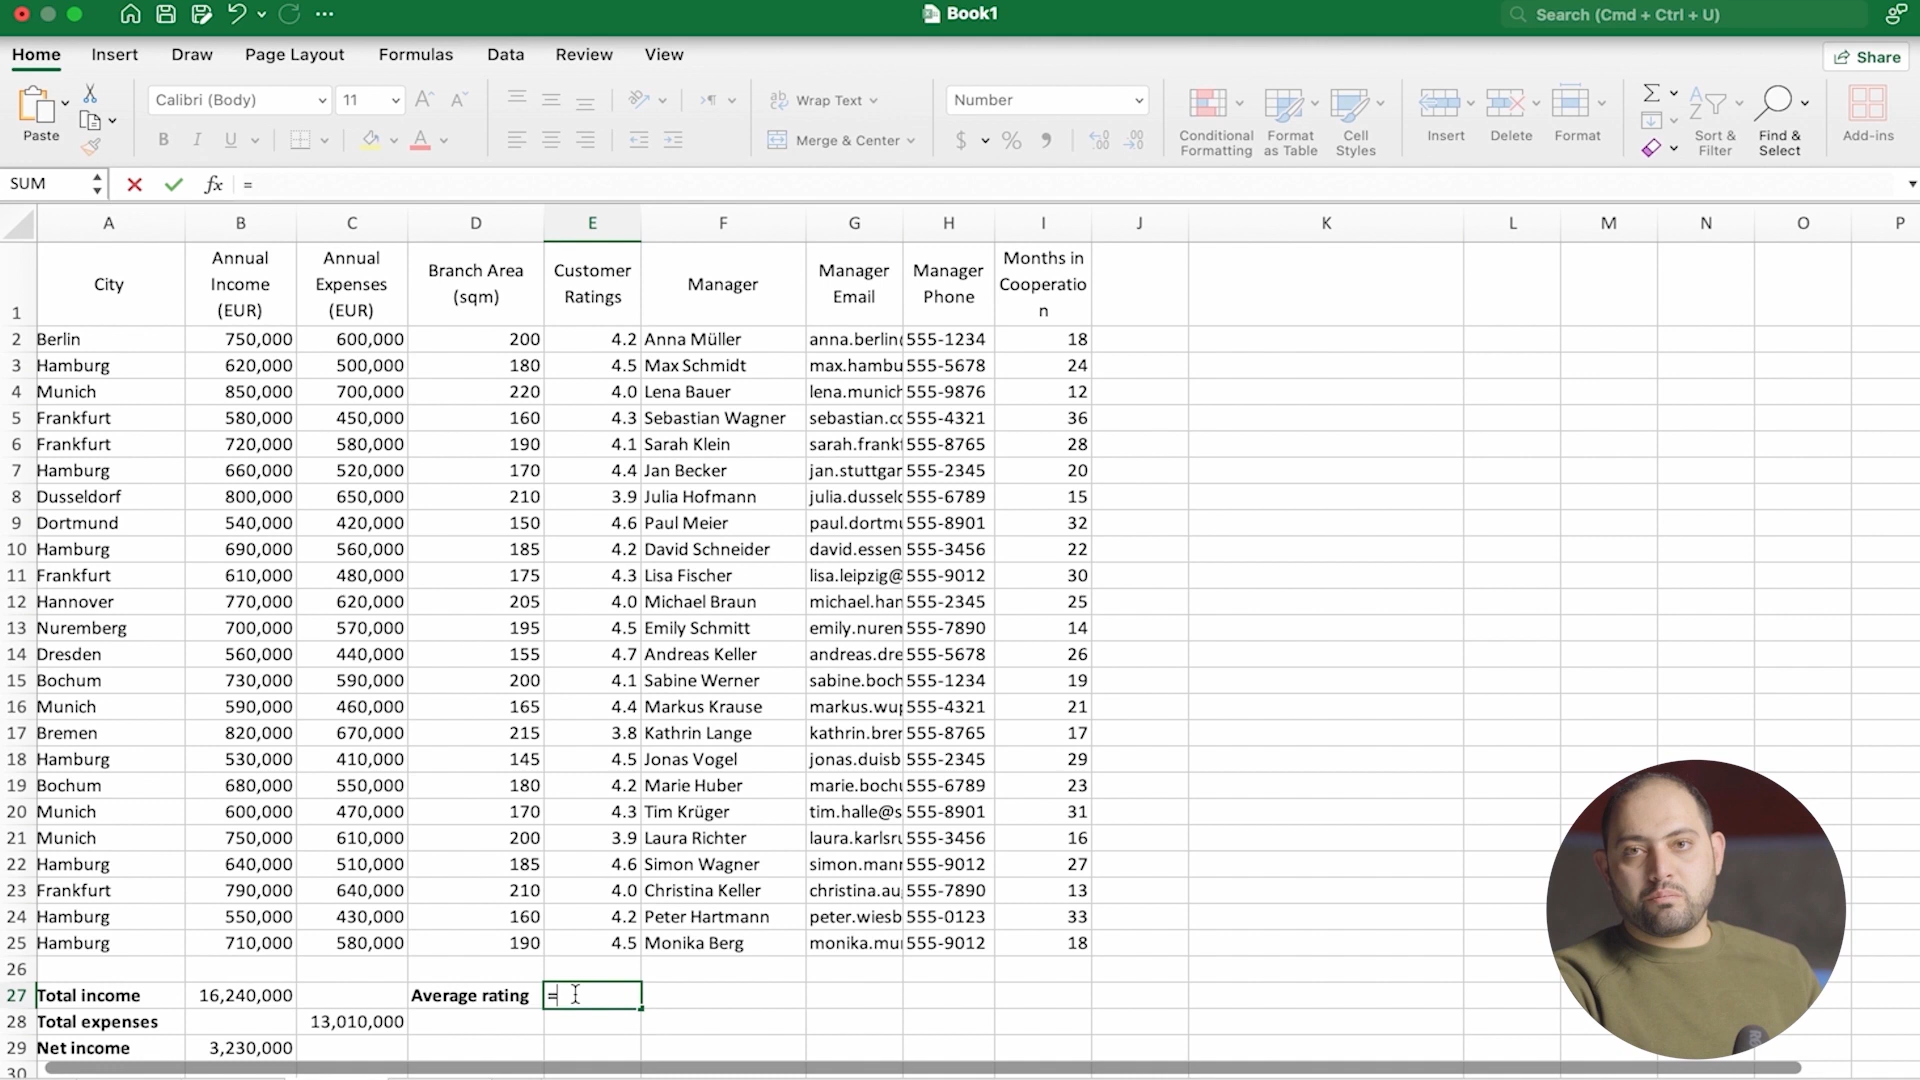 Book1
Search (Cmd + Ctrl + U)
Home Insert Draw Page Layout Formulas Data Review View Share
Paste Calibri (Body) 11 A A Wrap Text Number Conditional Formatting Format as Table Cell Styles Insert Delete Format Sort & Filter Find & Select Add-ins
B I U A Merge & Center $ %
SUM fx =
A B C D E F G H I J K L M N O P
1 City Annual Income (EUR) Annual Expenses (EUR) Branch Area (sqm) Customer Ratings Manager Manager Email Manager Phone Months in Cooperation
2 Berlin 750,000 600,000 200 4.2 Anna Müller anna.berlin( 555-1234 18
3 Hamburg 620,000 500,000 180 4.5 Max Schmidt max.hambu 555-5678 24
4 Munich 850,000 700,000 220 4.0 Lena Bauer lena.munich 555-9876 12
5 Frankfurt 580,000 450,000 160 4.3 Sebastian Wagner sebastian.co 555-4321 36
6 Frankfurt 720,000 580,000 190 4.1 Sarah Klein sarah.frankf 555-8765 28
7 Hamburg 660,000 520,000 170 4.4 Jan Becker jan.stuttgar 555-2345 20
8 Dusseldorf 800,000 650,000 210 3.9 Julia Hofmann julia.dusseld 555-6789 15
9 Dortmund 540,000 420,000 150 4.6 Paul Meier paul.dortmu 555-8901 32
10 Hamburg 690,000 560,000 185 4.2 David Schneider david.essen 555-3456 22
11 Frankfurt 610,000 480,000 175 4.3 Lisa Fischer lisa.leipzig@ 555-9012 30
12 Hannover 770,000 620,000 205 4.0 Michael Braun michael.han 555-2345 25
13 Nuremberg 700,000 570,000 195 4.5 Emily Schmitt emily.nurem 555-7890 14
14 Dresden 560,000 440,000 155 4.7 Andreas Keller andreas.dre 555-5678 26
15 Bochum 730,000 590,000 200 4.1 Sabine Werner sabine.boch 555-1234 19
16 Munich 590,000 460,000 165 4.4 Markus Krause markus.wup 555-4321 21
17 Bremen 820,000 670,000 215 3.8 Kathrin Lange kathrin.brer 555-8765 17
18 Hamburg 530,000 410,000 145 4.5 Jonas Vogel jonas.duisb 555-2345 29
19 Bochum 680,000 550,000 180 4.2 Marie Huber marie.bochu 555-6789 23
20 Munich 600,000 470,000 170 4.3 Tim Krüger tim.halle@s 555-8901 31
21 Munich 750,000 610,000 200 3.9 Laura Richter laura.karlsru 555-3456 16
22 Hamburg 640,000 510,000 185 4.6 Simon Wagner simon.mann 555-9012 27
23 Frankfurt 790,000 640,000 210 4.0 Christina Keller christina.au 555-7890 13
24 Hamburg 550,000 430,000 160 4.2 Peter Hartmann peter.wiesb 555-0123 33
25 Hamburg 710,000 580,000 190 4.5 Monika Berg monika.mu 555-9012 18
26
27 Total income 16,240,000 Average rating =
28 Total expenses 13,010,000
29 Net income 3,230,000
30